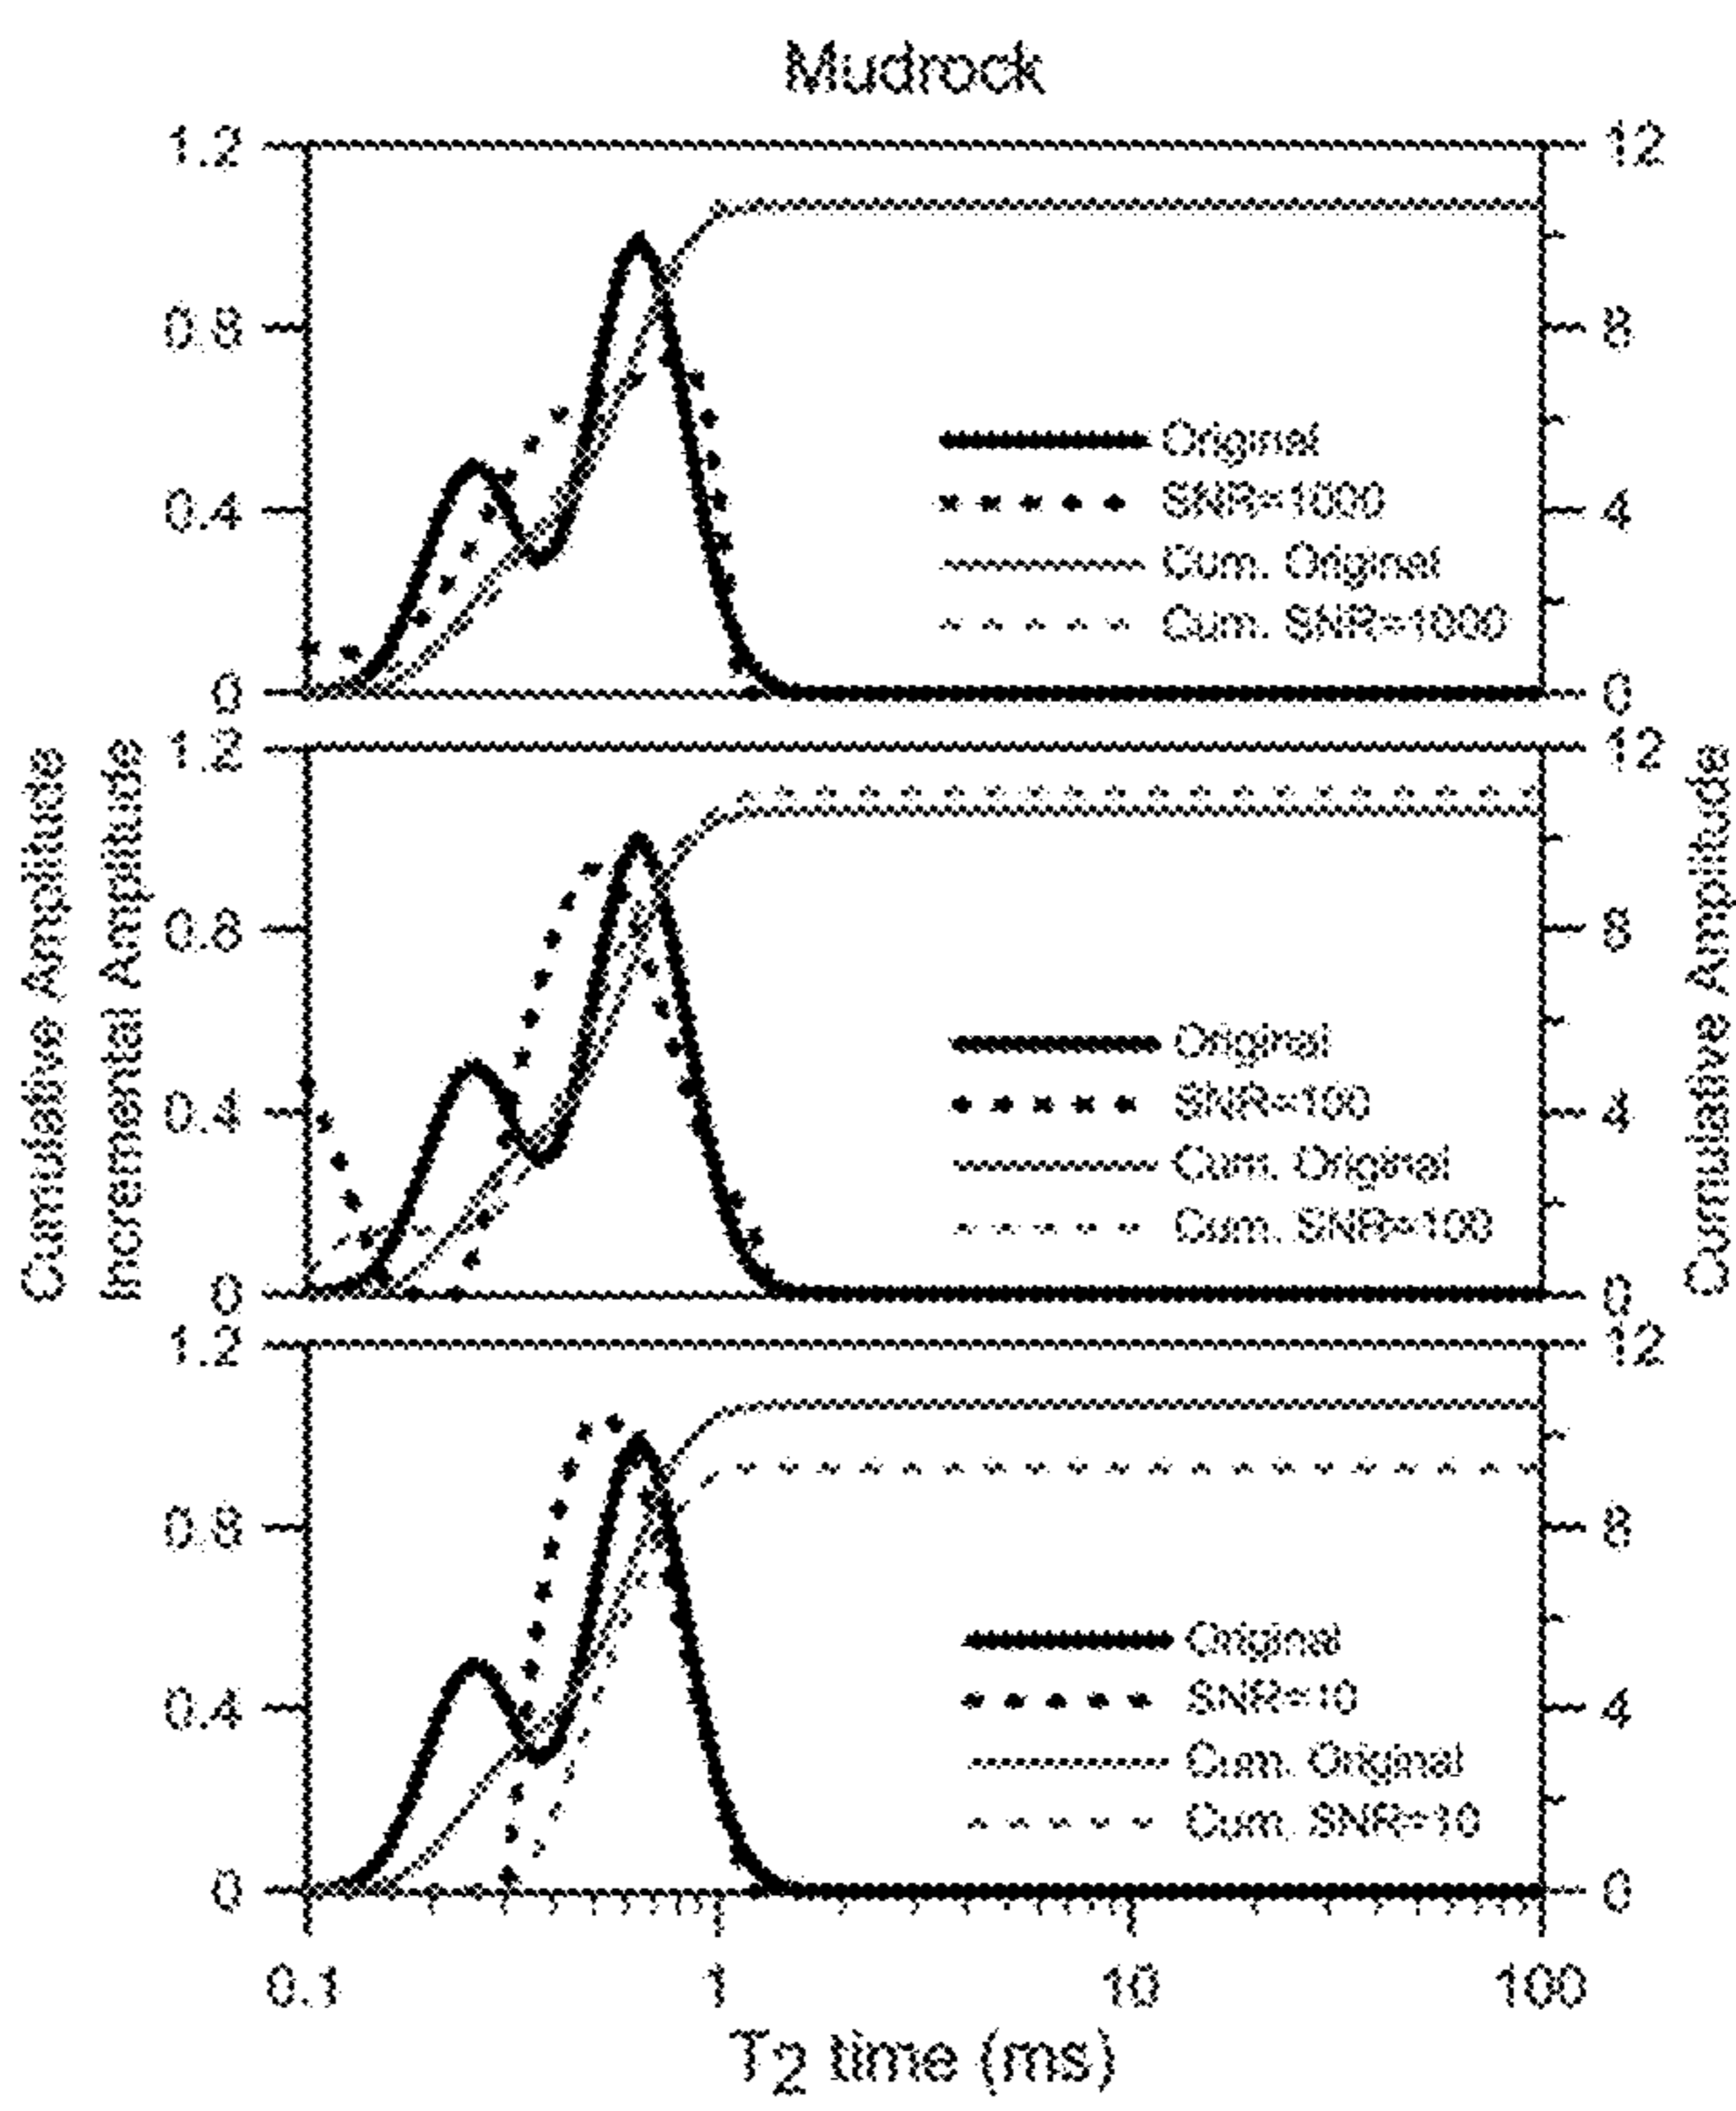 Mudrock
1.2
0.8
0.4
0
12
8
4
0
Original
SNR=1000
Cum. Original
Cum. SNR=1000
Cumulative Amplitude
Incremental Amplitude
1.2
0.8
0.4
0
12
8
4
0
Cumulative Amplitude
Original
SNR=100
Cum. Original
Cum. SNR=100
1.2
0.8
0.4
0
12
8
4
0
Original
SNR=10
Cum. Original
Cum. SNR=10
0.1 1 10 100
T2 time (ms)